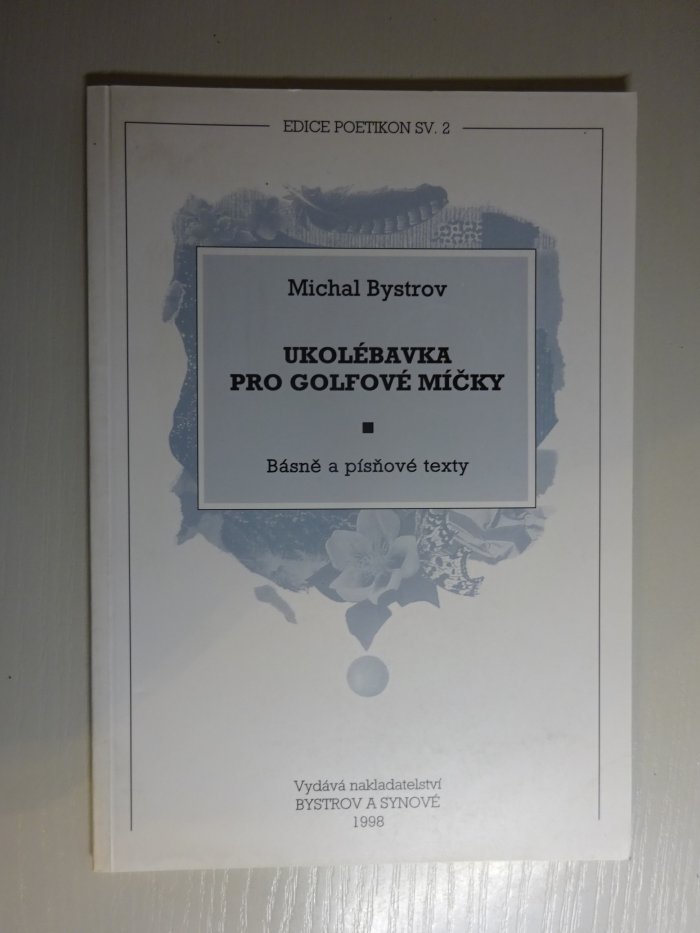 EDICE POETIKON SV. 2
Michal Bystrov
UKOLÉBAVKA
PRO GOLFOVÉ MÍČKY
Básně a písňové texty
Vydává nakladatelství
BYSTROV A SYNOVÉ
1998